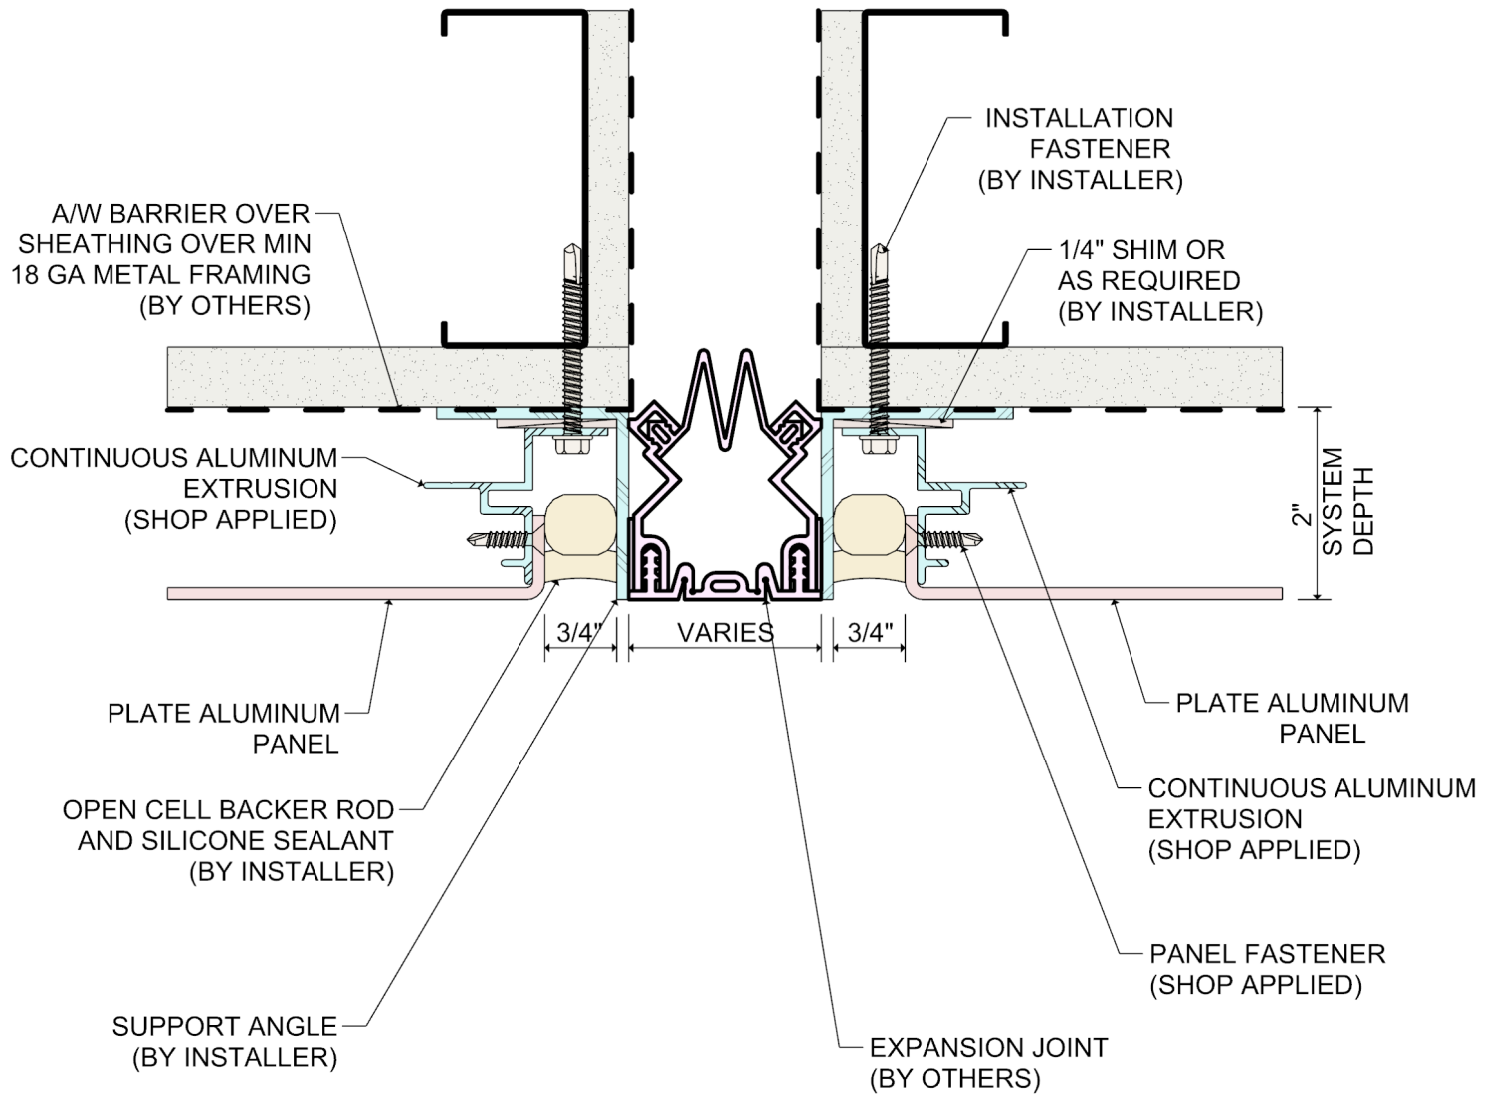 INSTALLATION
FASTENER
(BY INSTALLER)
A/W BARRIER OVER
SHEATHING OVER MIN
18 GA METAL FRAMING
(BY OTHERS)
1/4" SHIM OR
AS REQUIRED
(BY INSTALLER)
CONTINUOUS ALUMINUM
EXTRUSION
(SHOP APPLIED)
2"
SYSTEM
DEPTH
3/4"
VARIES
3/4"
PLATE ALUMINUM
PANEL
PLATE ALUMINUM
PANEL
OPEN CELL BACKER ROD
AND SILICONE SEALANT
(BY INSTALLER)
CONTINUOUS ALUMINUM
EXTRUSION
(SHOP APPLIED)
PANEL FASTENER
(SHOP APPLIED)
SUPPORT ANGLE
(BY INSTALLER)
EXPANSION JOINT
(BY OTHERS)